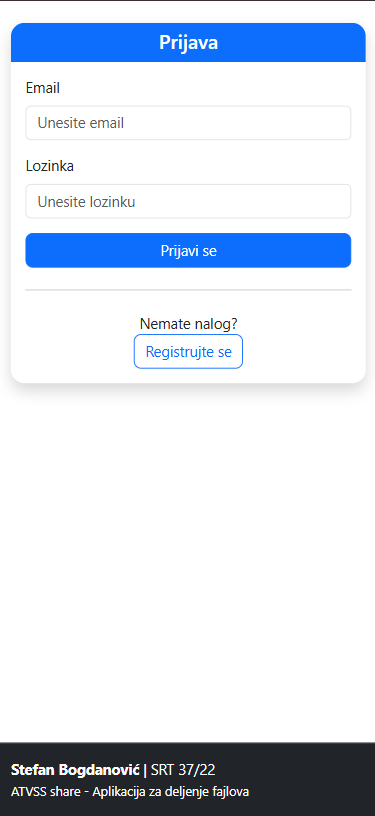 Prijava
Email
Unesite email
Lozinka
Unesite lozinku
Prijavi se
Nemate nalog?
Registrujte se
Stefan Bogdanović | SRT 37/22
ATVSS share - Aplikacija za deljenje fajlova